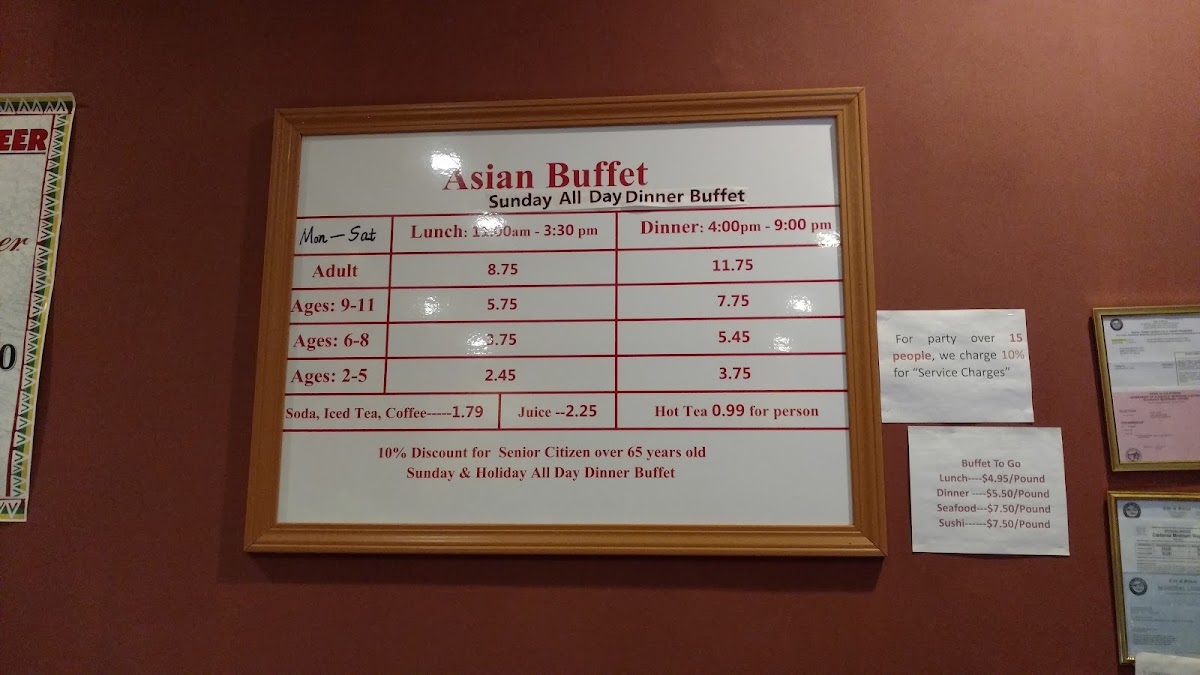 Asian Buffet
Sunday All Day Dinner Buffet
Mon - Sat Lunch: 11:00am - 3:30 pm Dinner: 4:00pm - 9:00 pm
Adult 8.75 11.75
Ages: 9-11 5.75 7.75
Ages: 6-8 3.75 5.45
Ages: 2-5 2.45 3.75
Soda, Iced Tea, Coffee-----1.79 Juice --2.25 Hot Tea 0.99 for person
10% Discount for Senior Citizen over 65 years old
Sunday & Holiday All Day Dinner Buffet
For party over 15
people, we charge 10%
for “Service Charges”
Buffet To Go
Lunch----$4.95/Pound
Dinner ----$5.50/Pound
Seafood---$7.50/Pound
Sushi------$7.50/Pound